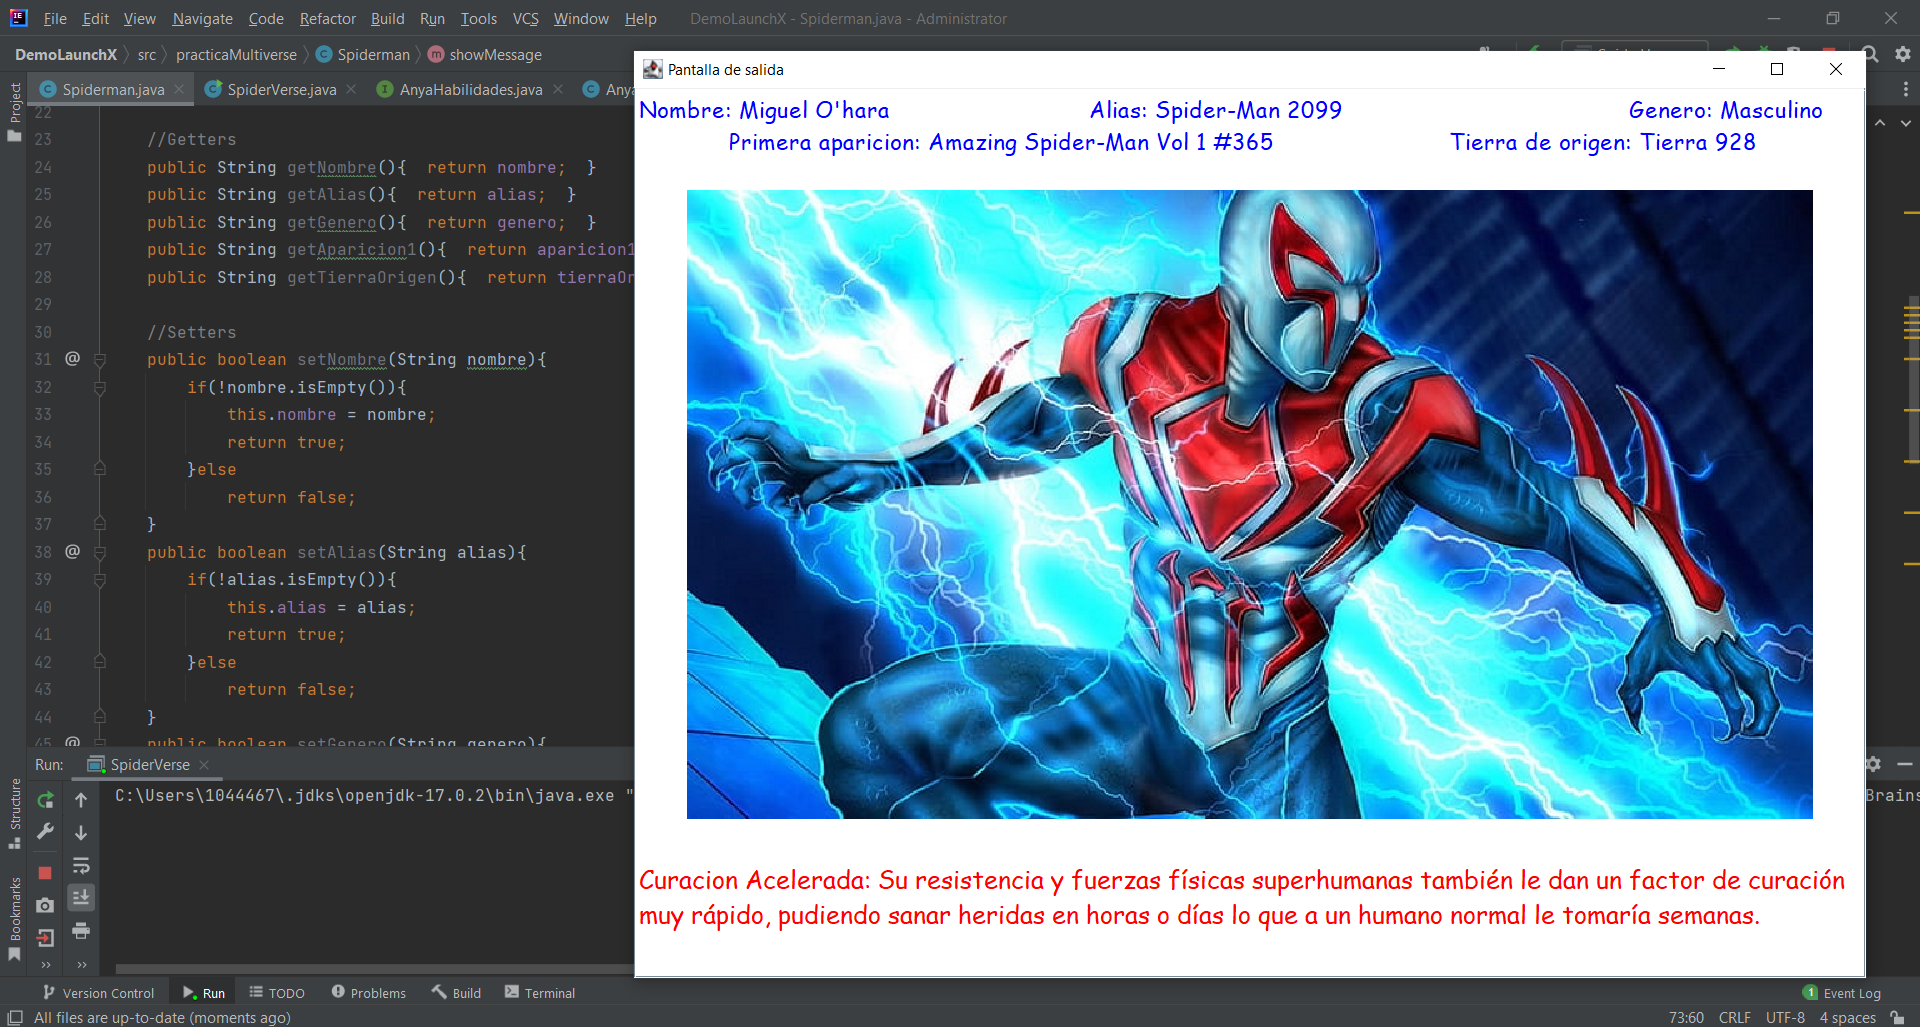 File Edit View Navigate Code Refactor Build Run Tools VCS Window Help DemoLaunchX - Spiderman.java - Administrator
DemoLaunchX src practicaMultiverse Spiderman showMessage
Spiderman.java SpiderVerse.java AnyaHabilidades.java Any
Project
22
23 //Getters
24 public String getNombre(){ return nombre; }
25 public String getAlias(){ return alias; }
26 public String getGenero(){ return genero; }
27 public String getAparicion1(){ return aparicion1
28 public String getTierraOrigen(){ return tierraOr
29
30 //Setters
31 @ public boolean setNombre(String nombre){
32 if(!nombre.isEmpty()){
33 this.nombre = nombre;
34 return true;
35 }else
36 return false;
37 }
38 @ public boolean setAlias(String alias){
39 if(!alias.isEmpty()){
40 this.alias = alias;
41 return true;
42 }else
43 return false;
44 }
45 @ public boolean setGenero(String genero){
Pantalla de salida
Nombre: Miguel O'hara Alias: Spider-Man 2099 Genero: Masculino
Primera aparicion: Amazing Spider-Man Vol 1 #365 Tierra de origen: Tierra 928
Curacion Acelerada: Su resistencia y fuerzas físicas superhumanas también le dan un factor de curación
muy rápido, pudiendo sanar heridas en horas o días lo que a un humano normal le tomaría semanas.
Run: SpiderVerse
C:\Users\1044467\.jdks\openjdk-17.0.2\bin\java.exe "
Brains
Structure
Bookmarks
Version Control Run TODO Problems Build Terminal 1 Event Log
All files are up-to-date (moments ago) 73:60 CRLF UTF-8 4 spaces